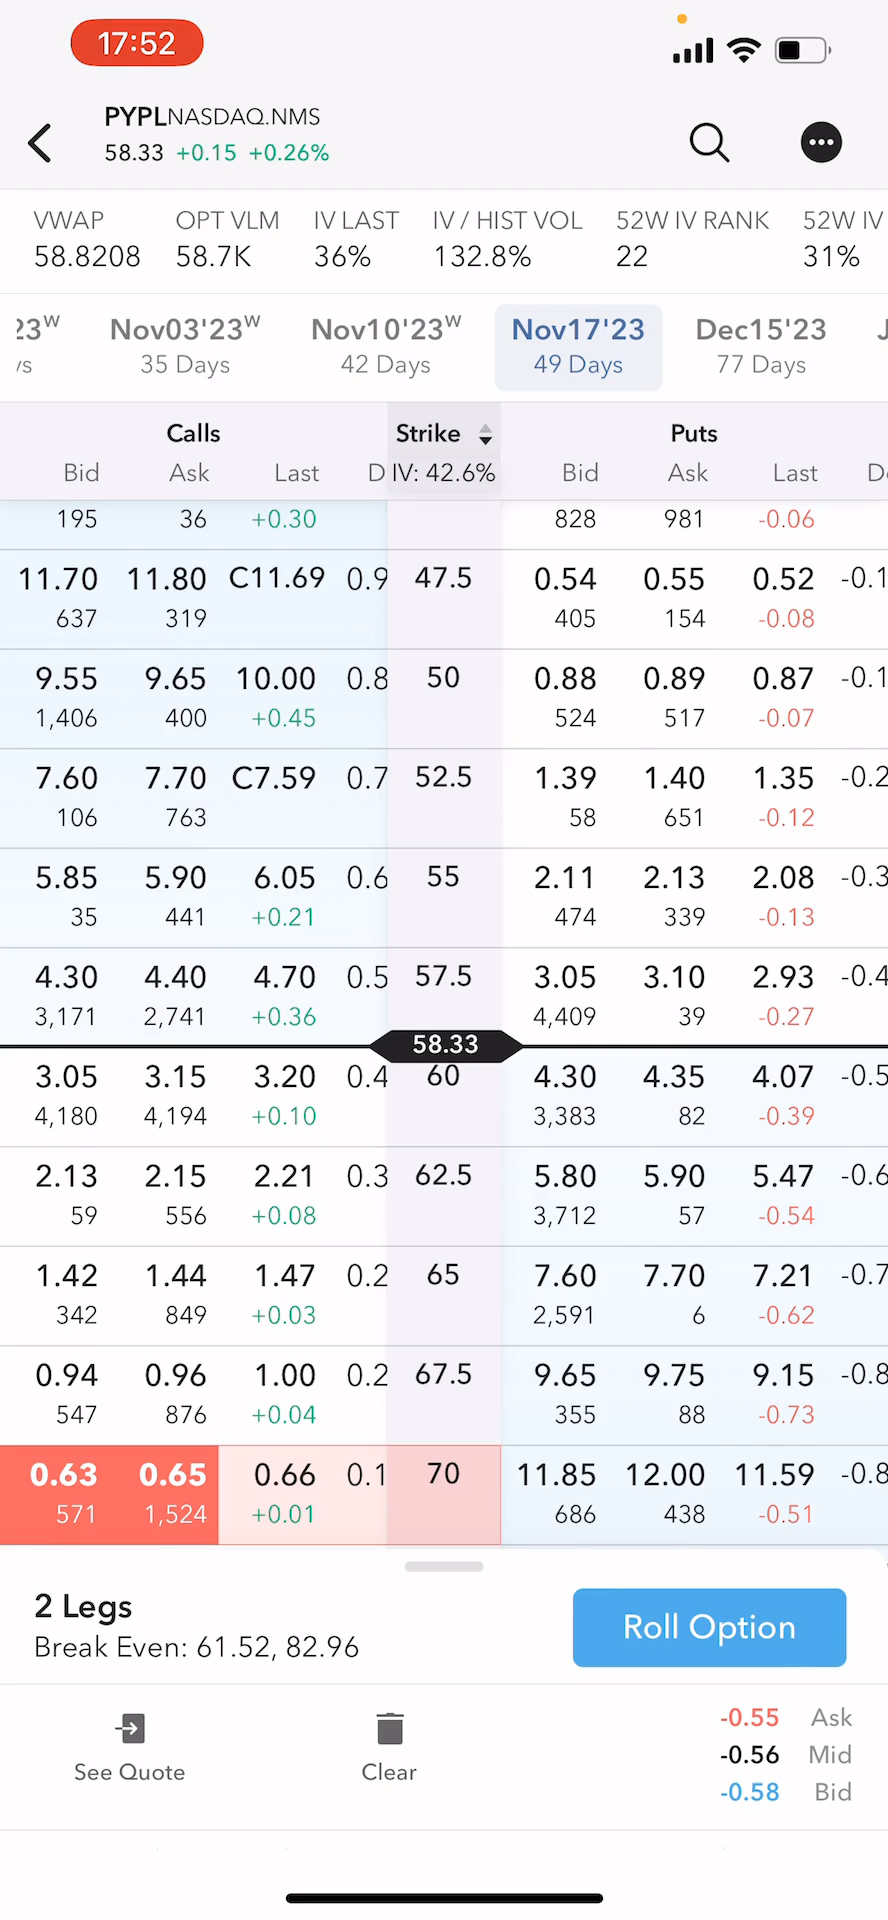 17:52
PYPLNASDAQ.NMS
58.33 +0.15 +0.26%
VWAP OPT VLM IV LAST IV / HIST VOL 52W IV RANK 52W IV
58.8208 58.7K 36% 132.8% 22 31%
23W Nov03'23W Nov10'23W Nov17'23 Dec15'23 J
ys 35 Days 42 Days 49 Days 77 Days
Calls Strike Puts
Bid Ask Last D IV: 42.6% Bid Ask Last De
195 36 +0.30 828 981 -0.06
11.70 11.80 C11.69 0.9 47.5 0.54 0.55 0.52 -0.1
637 319 405 154 -0.08
9.55 9.65 10.00 0.8 50 0.88 0.89 0.87 -0.1
1,406 400 +0.45 524 517 -0.07
7.60 7.70 C7.59 0.7 52.5 1.39 1.40 1.35 -0.2
106 763 58 651 -0.12
5.85 5.90 6.05 0.6 55 2.11 2.13 2.08 -0.3
35 441 +0.21 474 339 -0.13
4.30 4.40 4.70 0.5 57.5 3.05 3.10 2.93 -0.4
3,171 2,741 +0.36 4,409 39 -0.27
58.33
3.05 3.15 3.20 0.4 60 4.30 4.35 4.07 -0.5
4,180 4,194 +0.10 3,383 82 -0.39
2.13 2.15 2.21 0.3 62.5 5.80 5.90 5.47 -0.6
59 556 +0.08 3,712 57 -0.54
1.42 1.44 1.47 0.2 65 7.60 7.70 7.21 -0.7
342 849 +0.03 2,591 6 -0.62
0.94 0.96 1.00 0.2 67.5 9.65 9.75 9.15 -0.8
547 876 +0.04 355 88 -0.73
0.63 0.65 0.66 0.1 70 11.85 12.00 11.59 -0.8
571 1,524 +0.01 686 438 -0.51
2 Legs
Break Even: 61.52, 82.96
Roll Option
See Quote
Clear
-0.55 Ask
-0.56 Mid
-0.58 Bid